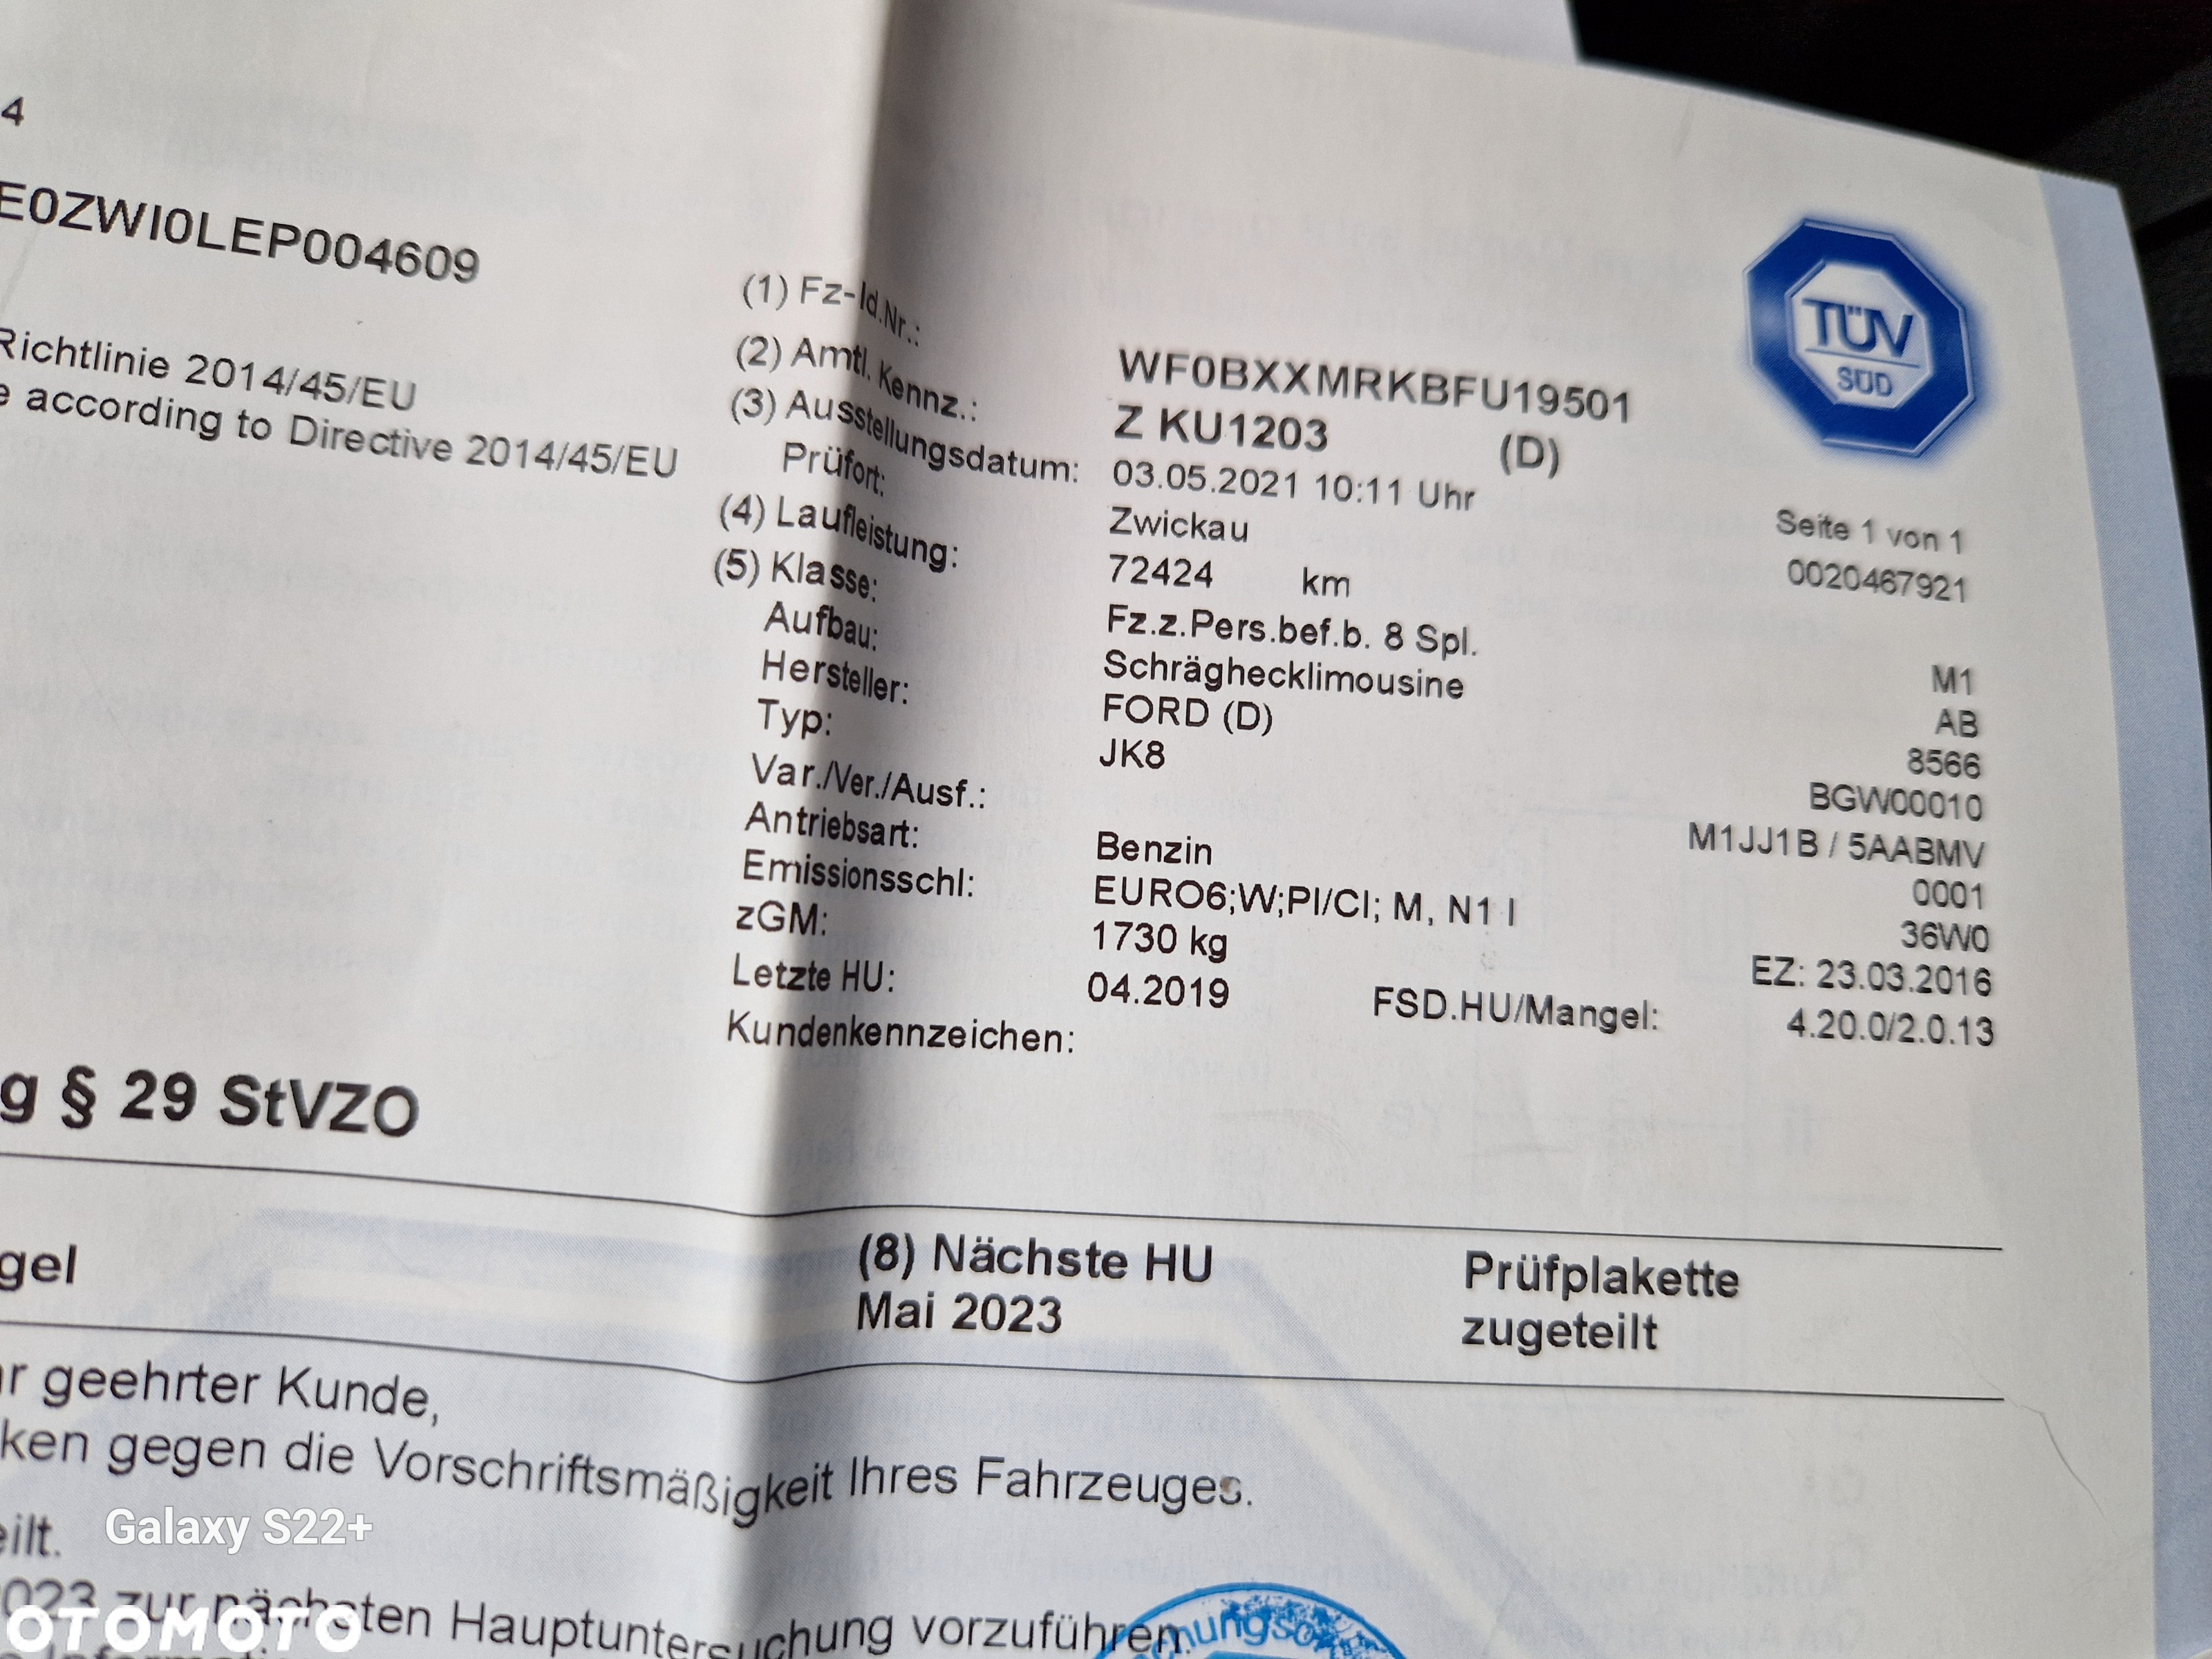 4
E0ZWI0LEP004609
Richtlinie 2014/45/EU
e according to Directive 2014/45/EU
TÜV
SÜD
(1) Fz-Id.Nr.: WF0BXXMRKBFU19501
(2) Amtl. Kennz.: Z KU1203 (D)
(3) Ausstellungsdatum: 03.05.2021 10:11 Uhr Seite 1 von 1
Prüfort: Zwickau 0020467921
(4) Laufleistung: 72424 km
(5) Klasse: Fz.z.Pers.bef.b. 8 Spl. M1
Aufbau: Schräghecklimousine AB
Hersteller: FORD (D) 8566
Typ: JK8 BGW00010
Var./Ver./Ausf.: M1JJ1B / 5AABMV
Antriebsart: Benzin 0001
Emissionsschl: EURO6;W;PI/CI; M, N1 I 36W0
zGM: 1730 kg EZ: 23.03.2016
Letzte HU: 04.2019 FSD.HU/Mangel: 4.20.0/2.0.13
Kundenkennzeichen:
g § 29 StVZO
gel
(8) Nächste HU
Mai 2023
Prüfplakette
zugeteilt
r geehrter Kunde,
ken gegen die Vorschriftsmäßigkeit Ihres Fahrzeuges.
eilt.
Galaxy S22+
023 zur nächsten Hauptuntersuchung vorzuführen.
OTOMOTO